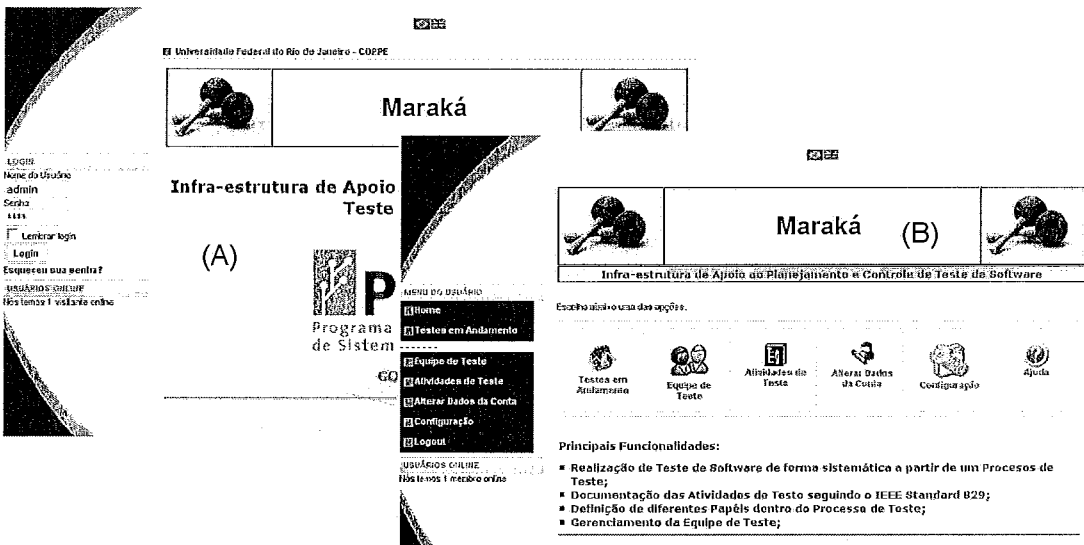 Universidade Federal do Rio de Janeiro - COPPE
Maraká
LOGIN
Nome do Usuário
admin
Senha
****
Lembrar login
Login
Esqueceu sua senha?
USUÁRIOS ONLINE
Nós temos 1 visitante online
Infra-estrutura de Apoio
Teste
(A)
P
Programa
de Sistem
CO
Maraká
(B)
Infra-estrutura de Apoio ao Planejamento e Controle de Teste de Software
MENU DO USUÁRIO
Home
Testes em Andamento
Equipe de Teste
Atividades de Teste
Alterar Dados da Conta
Configuração
Logout
USUÁRIOS ONLINE
Nós temos 1 membro online
Escolha abaixo uma das opções.
Testes em
Andamento
Equipe de
Teste
Atividades de
Teste
Alterar Dados
da Conta
Configuração
Ajuda
Principais Funcionalidades:
Realização de Teste de Software de forma sistemática a partir de um Procesos de
Teste;
Documentação das Atividades de Teste seguindo o IEEE Standard 829;
Definição de diferentes Papéis dentro do Processo de Teste;
Gerenciamento da Equipe de Teste;